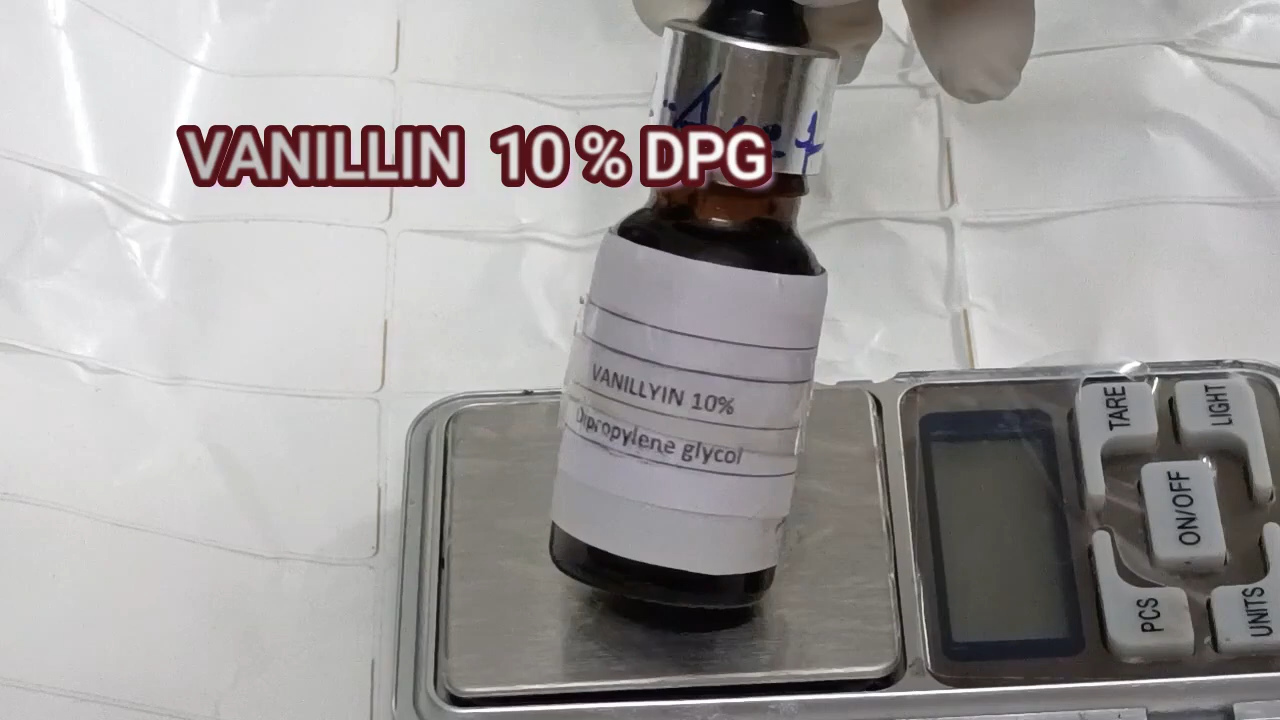 VANILLIN 10% DPG
VANILLYIN 10%
Dipropylene glycol
TARE
LIGHT
ON/OFF
PCS
UNITS